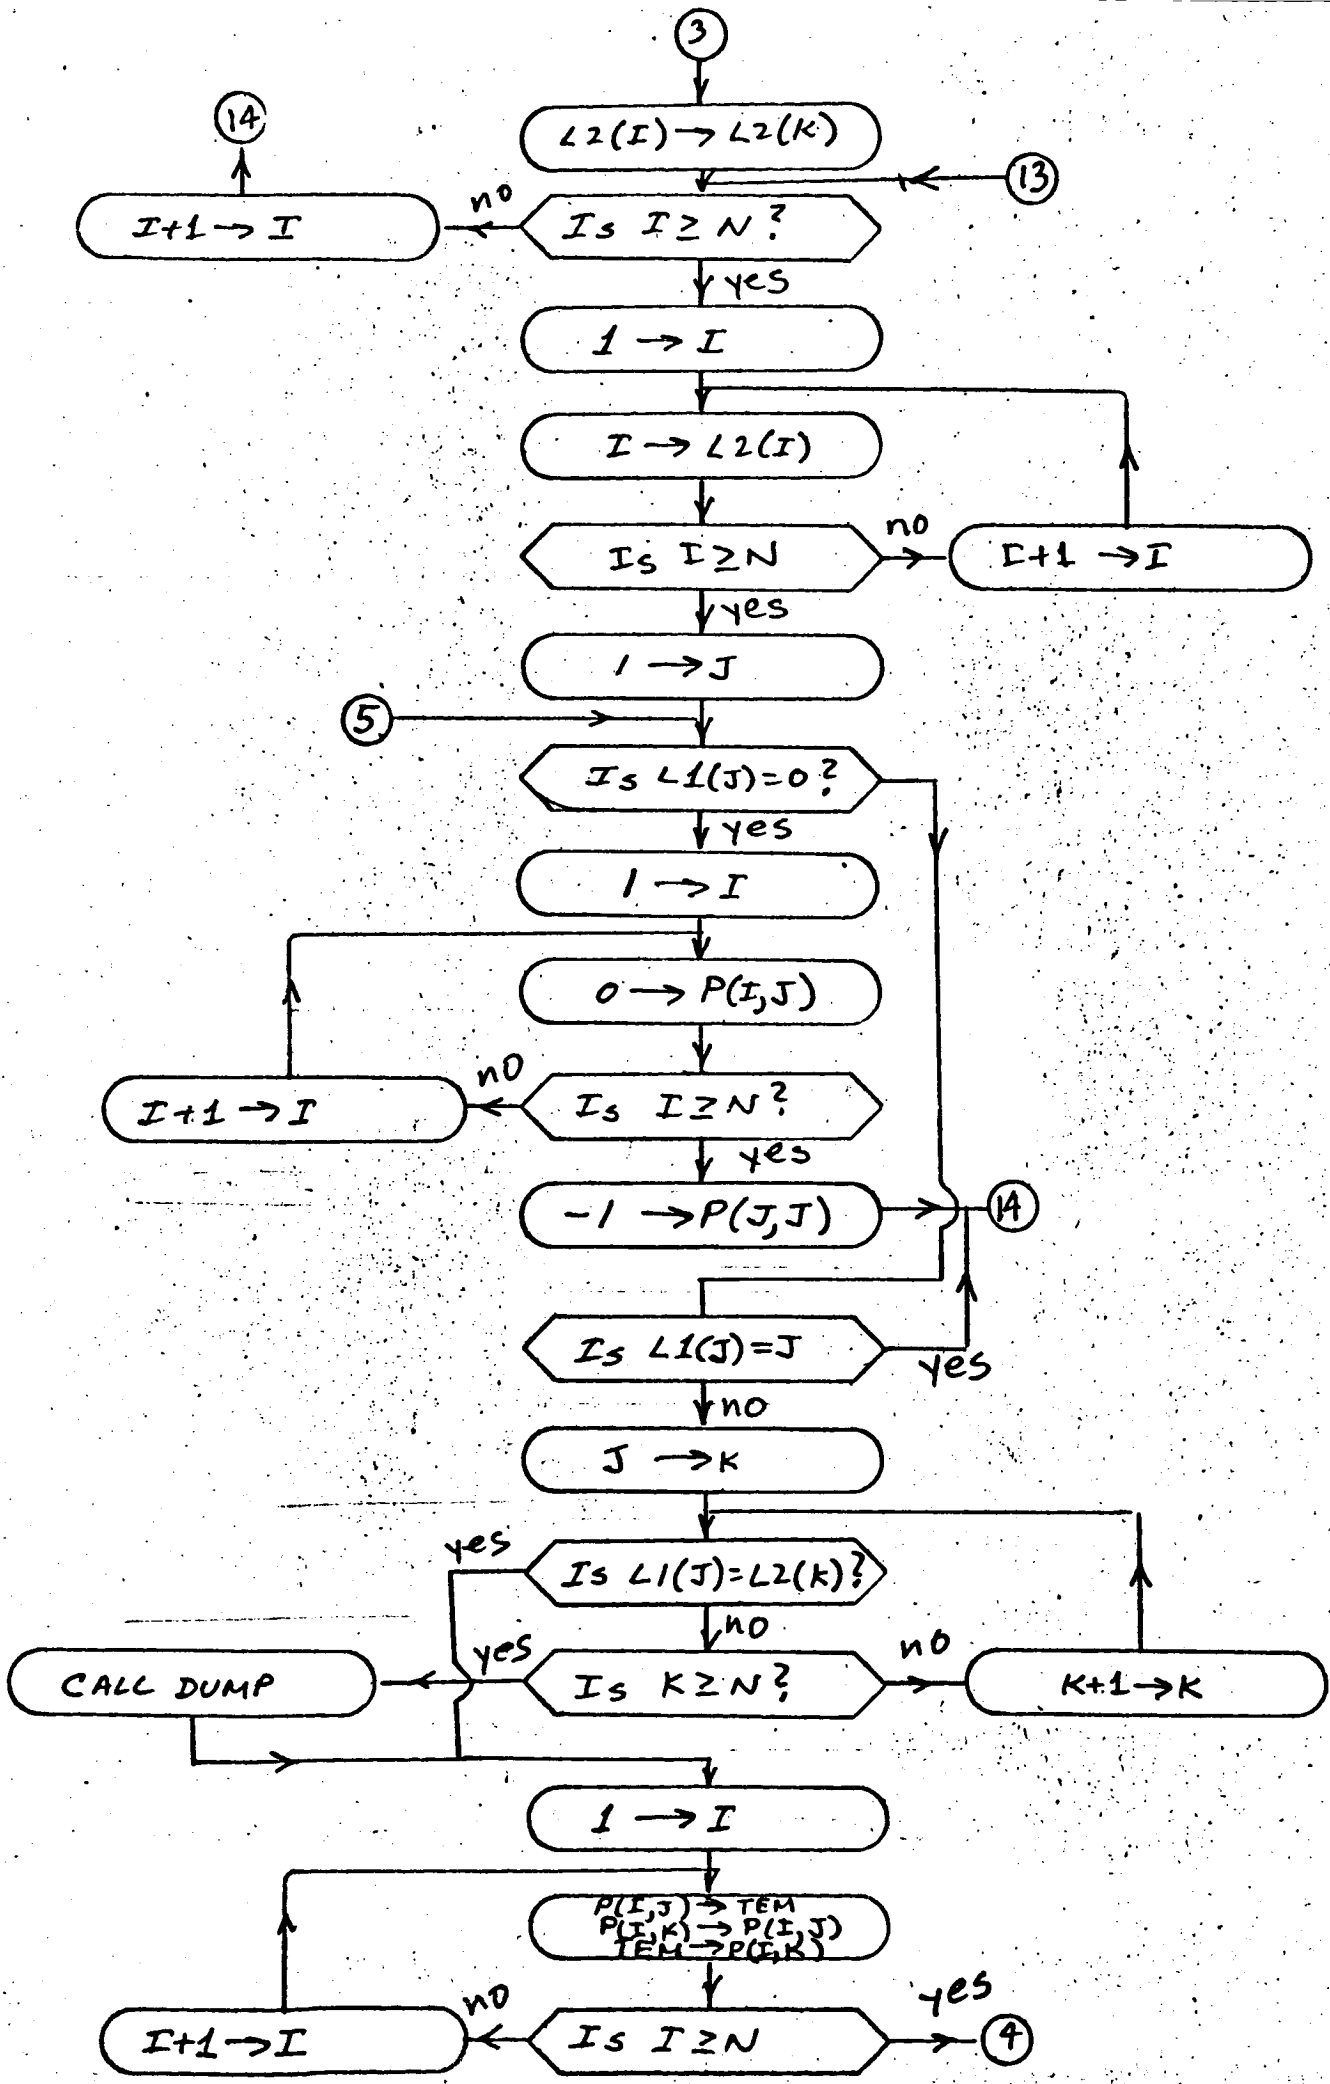 3
14
L2(I) → L2(K)
13
no
I+1 → I
Is I ≥ N?
yes
1 → I
I → L2(I)
no
Is I ≥ N
I+1 → I
yes
1 → J
5
Is L1(J)=0?
yes
1 → I
0 → P(I,J)
no
I+1 → I
Is I ≥ N?
yes
-1 → P(J,J)
14
Is L1(J)=J
yes
no
J → K
yes
Is L1(J)=L2(K)?
no
yes
no
CALL DUMP
Is K ≥ N?
K+1 → K
1 → I
P(I,J) → TEM
P(I,K) → P(I,J)
TEM → P(I,K)
no
yes
I+1 → I
Is I ≥ N
4